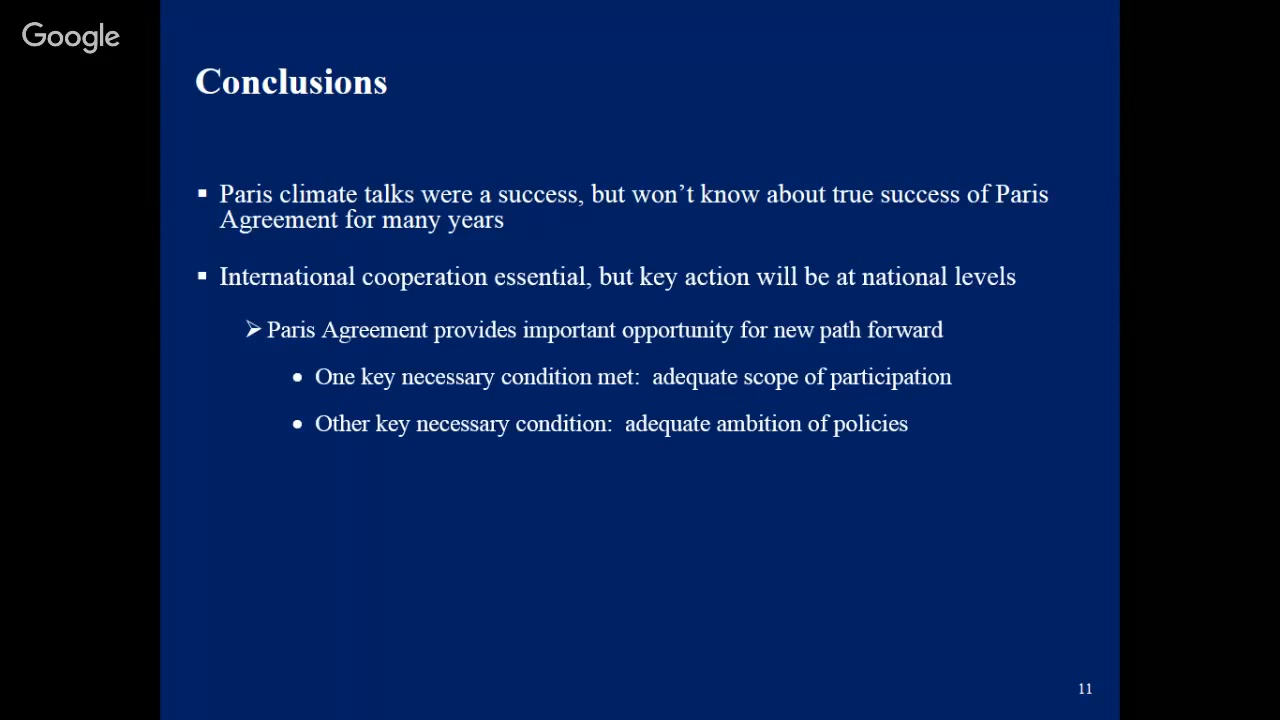 Google
Conclusions
▪ Paris climate talks were a success, but won’t know about true success of Paris
Agreement for many years
▪ International cooperation essential, but key action will be at national levels
➢ Paris Agreement provides important opportunity for new path forward
• One key necessary condition met:  adequate scope of participation
• Other key necessary condition:  adequate ambition of policies
11